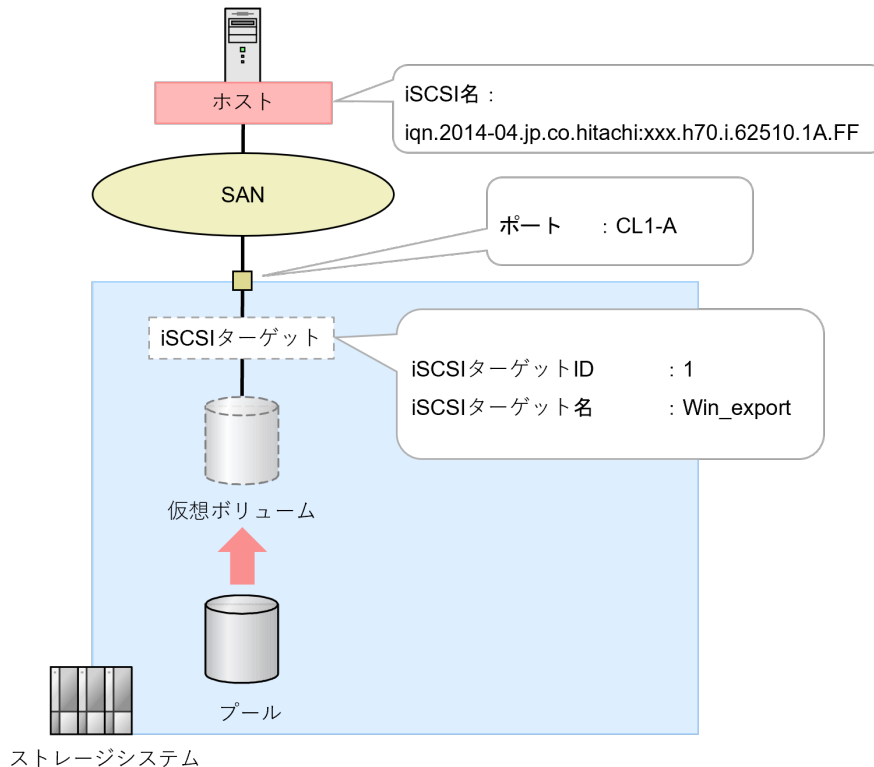 ホスト
iSCSI名：
iqn.2014-04.jp.co.hitachi:xxx.h70.i.62510.1A.FF
SAN
ポート　　：CL1-A
iSCSIターゲット
iSCSIターゲットID　　　：1
iSCSIターゲット名　　　：Win_export
仮想ボリューム
プール
ストレージシステム